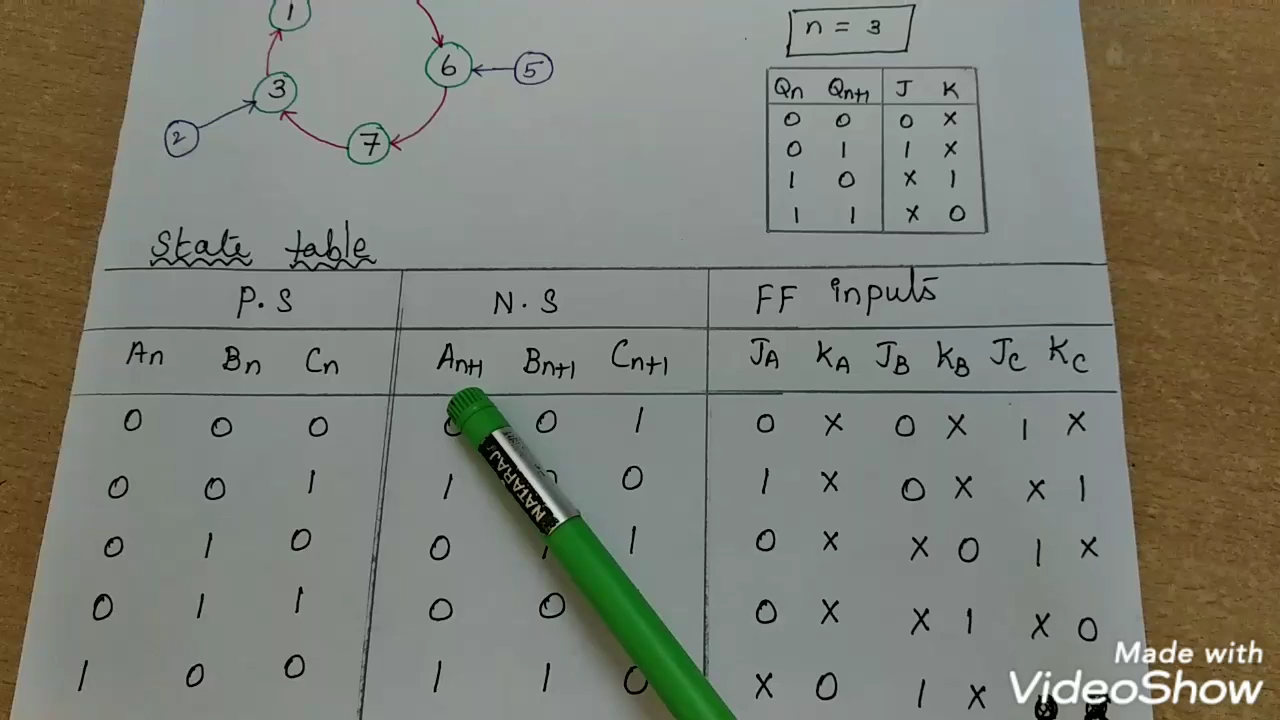 1
n = 3
6
5
3
2
7
Qn Qn+1 J K
0 0 0 x
0 1 1 x
1 0 x 1
1 1 x 0
State table
P.S N.S FF inputs
An Bn Cn An+1 Bn+1 Cn+1 JA KA JB KB JC KC
0 0 0 0 0 1 0 x 0 x 1 x
0 0 1 1 0 1 x 0 x x 1
0 1 0 0 1 1 0 x x 0 1 x
0 1 1 0 0 0 x x 1 x 0
1 0 0 1 1 0 x 0 1 x
NATARAJ
Made with
VideoShow